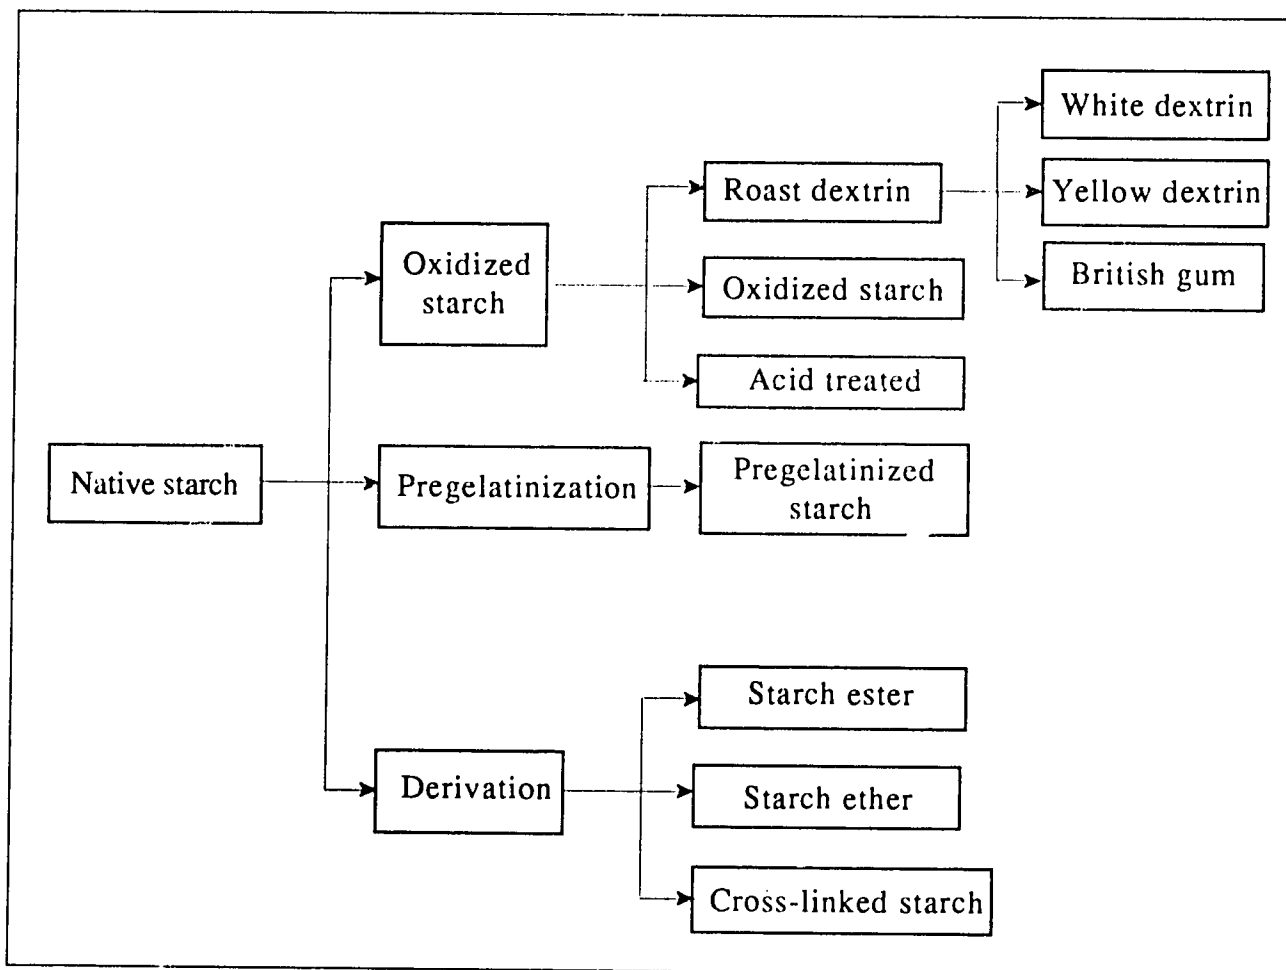 White dextrin
Roast dextrin
Yellow dextrin
Oxidized
starch
Oxidized starch
British gum
Acid treated
Native starch
Pregelatinization
Pregelatinized
starch
Starch ester
Derivation
Starch ether
Cross-linked starch